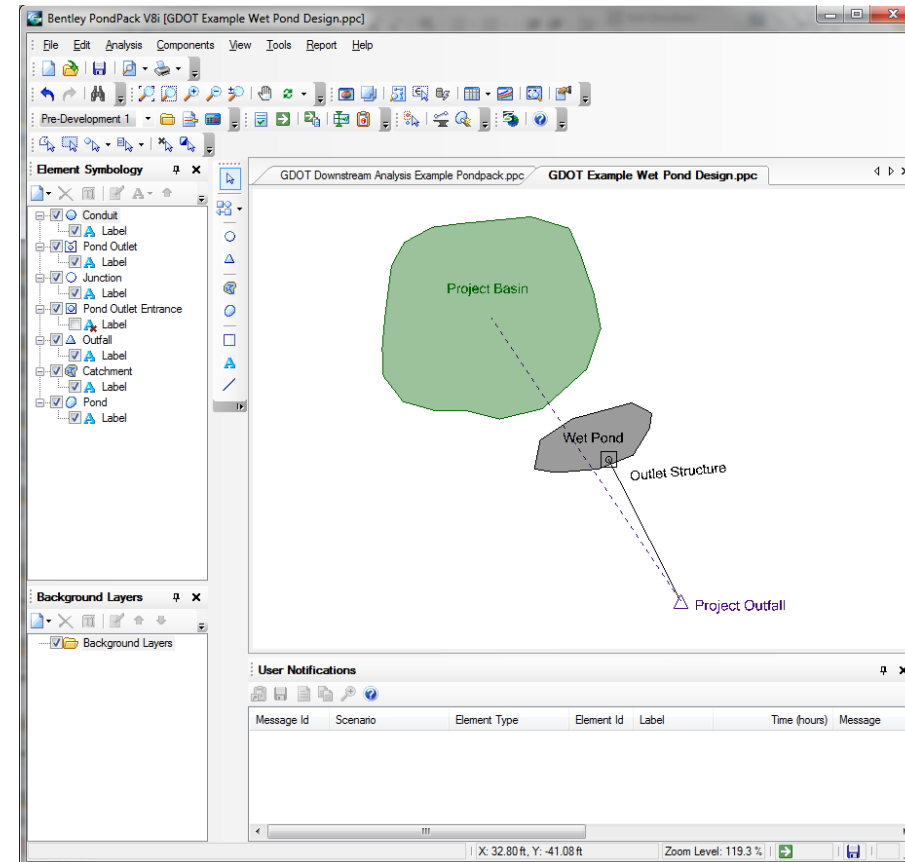 Bentley PondPack V8i [GDOT Example Wet Pond Design.ppc]
File Edit Analysis Components View Tools Report Help
Pre-Development 1
Element Symbology
GDOT Downstream Analysis Example Pondpack.ppc
GDOT Example Wet Pond Design.ppc
Conduit
Label
Pond Outlet
Label
Junction
Label
Pond Outlet Entrance
Label
Outfall
Label
Catchment
Label
Pond
Label
Project Basin
Wet Pond
Outlet Structure
Project Outfall
Background Layers
Background Layers
User Notifications
Message Id Scenario Element Type Element Id Label Time (hours) Message
X: 32.80 ft, Y: -41.08 ft
Zoom Level: 119.3 %